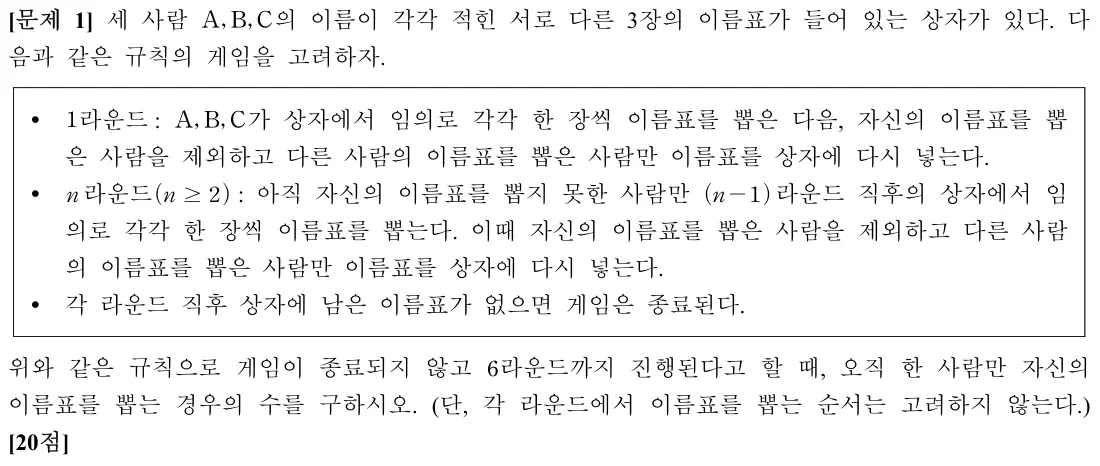 [문제 1] 세 사람 A, B, C의 이름이 각각 적힌 서로 다른 3장의 이름표가 들어 있는 상자가 있다. 다
음과 같은 규칙의 게임을 고려하자.
• 1라운드 : A, B, C가 상자에서 임의로 각각 한 장씩 이름표를 뽑은 다음, 자신의 이름표를 뽑
은 사람을 제외하고 다른 사람의 이름표를 뽑은 사람만 이름표를 상자에 다시 넣는다.
• n라운드(n ≥ 2) : 아직 자신의 이름표를 뽑지 못한 사람만 (n-1)라운드 직후의 상자에서 임
의로 각각 한 장씩 이름표를 뽑는다. 이때 자신의 이름표를 뽑은 사람을 제외하고 다른 사람
의 이름표를 뽑은 사람만 이름표를 상자에 다시 넣는다.
• 각 라운드 직후 상자에 남은 이름표가 없으면 게임은 종료된다.
위와 같은 규칙으로 게임이 종료되지 않고 6라운드까지 진행된다고 할 때, 오직 한 사람만 자신의
이름표를 뽑는 경우의 수를 구하시오. (단, 각 라운드에서 이름표를 뽑는 순서는 고려하지 않는다.)
[20점]